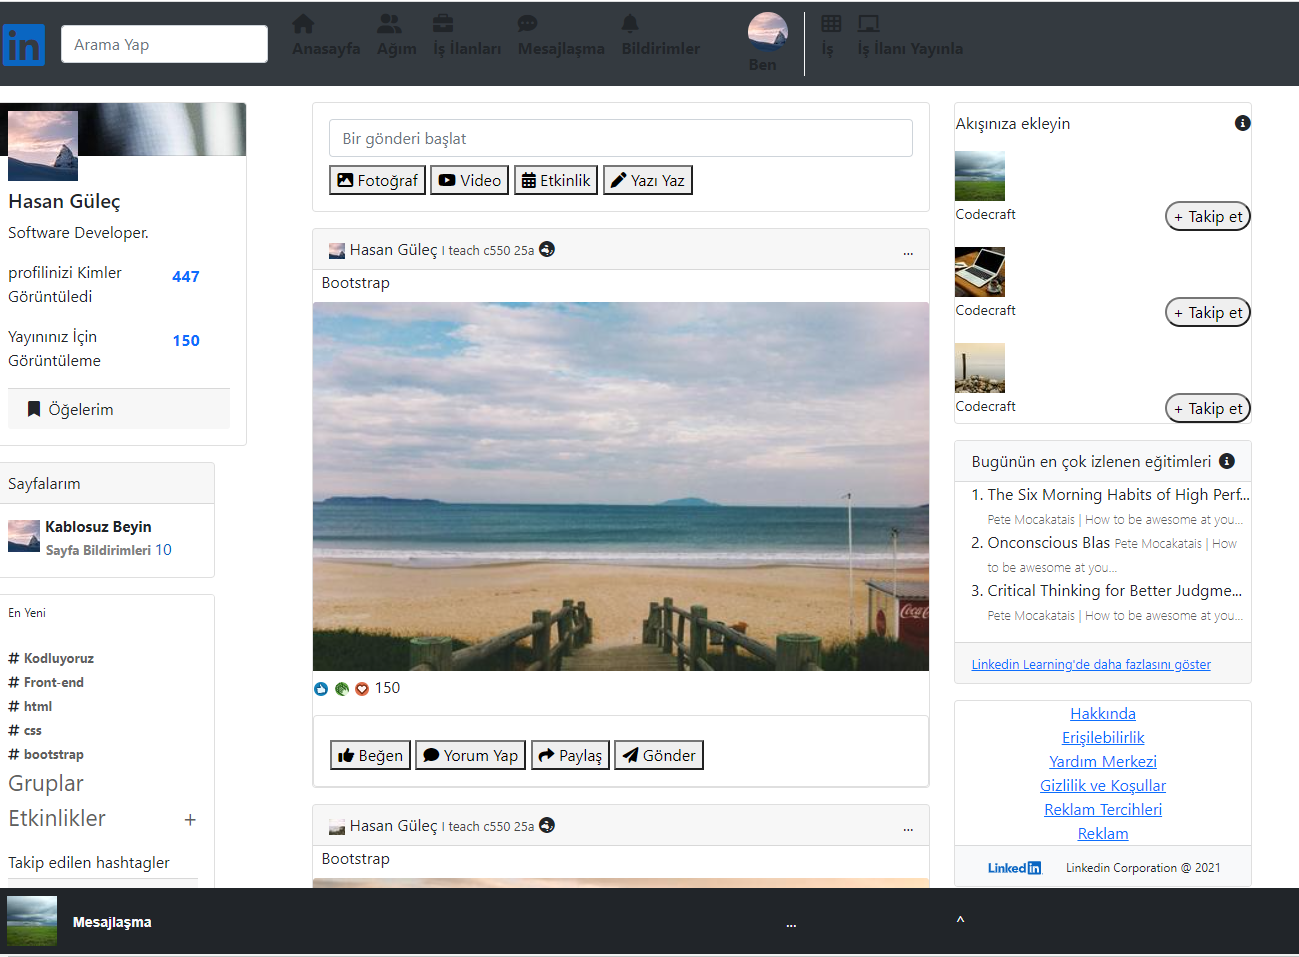 in
Arama Yap
Anasayfa
Ağım
İş İlanları
Mesajlaşma
Bildirimler
Ben
İş
İş İlanı Yayınla
Hasan Güleç
Software Developer.
profilinizi Kimler
Görüntüledi
447
Yayınınız İçin
Görüntüleme
150
Öğelerim
Sayfalarım
Kablosuz Beyin
Sayfa Bildirimleri 10
En Yeni
# Kodluyoruz
# Front-end
# html
# css
# bootstrap
Gruplar
Etkinlikler +
Takip edilen hashtagler
Bir gönderi başlat
Fotoğraf Video Etkinlik Yazı Yaz
Hasan Güleç I teach c550 25a ...
Bootstrap
Coca
150
Beğen Yorum Yap Paylaş Gönder
Hasan Güleç I teach c550 25a ...
Bootstrap
Akışınıza ekleyin
Codecraft + Takip et
Codecraft + Takip et
Codecraft + Takip et
Bugünün en çok izlenen eğitimleri
1. The Six Morning Habits of High Perf...
Pete Mocakatais | How to be awesome at you...
2. Onconscious Blas Pete Mocakatais | How
to be awesome at you...
3. Critical Thinking for Better Judgme...
Pete Mocakatais | How to be awesome at you...
Linkedin Learning'de daha fazlasını göster
Hakkında
Erişilebilirlik
Yardım Merkezi
Gizlilik ve Koşullar
Reklam Tercihleri
Reklam
Linkedin Linkedin Corporation @ 2021
Mesajlaşma ... ^